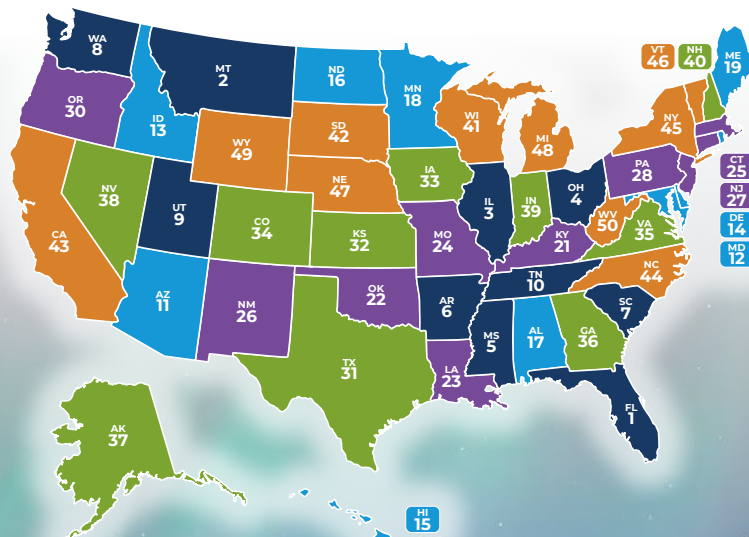 WA
8
MT
2
ND
16
MN
18
VT
46
NH
40
ME
19
OR
30
ID
13
WY
49
SD
42
WI
41
MI
48
NY
45
NV
38
UT
9
CO
34
NE
47
IA
33
IL
3
IN
39
OH
4
PA
28
CT
25
NJ
27
DE
14
MD
12
CA
43
KS
32
MO
24
KY
21
WV
50
VA
35
AZ
11
NM
26
OK
22
AR
6
TN
10
NC
44
TX
31
LA
23
MS
5
AL
17
GA
36
SC
7
FL
1
AK
37
HI
15